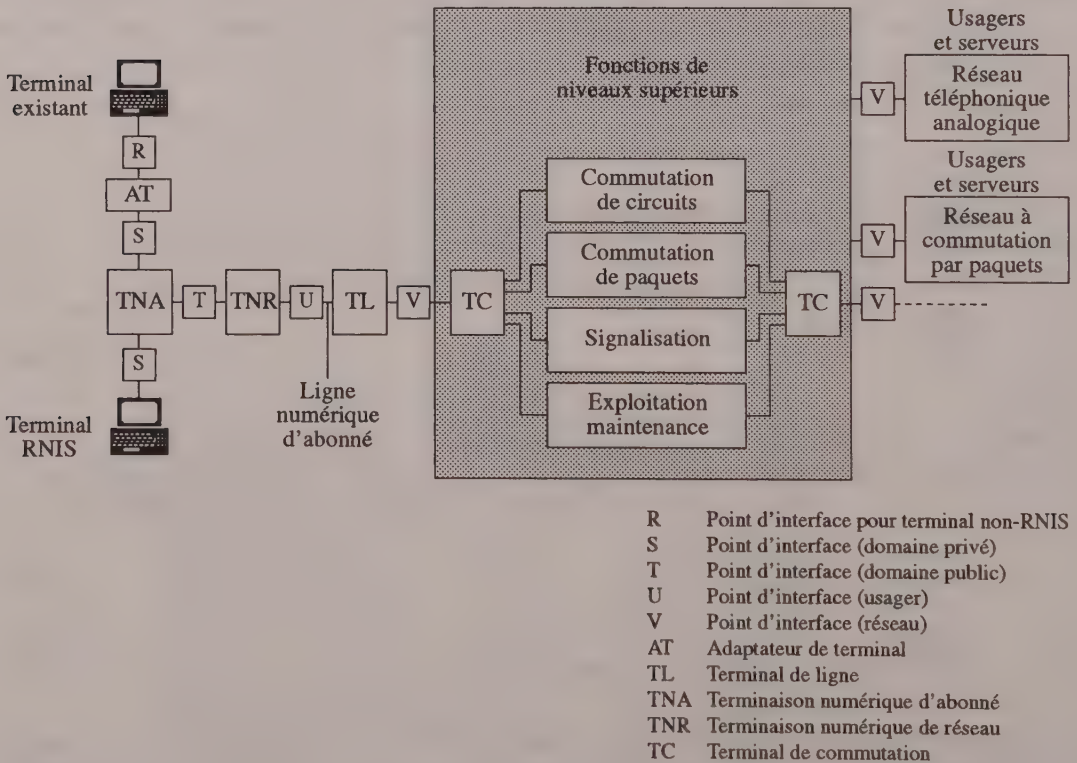 Terminal
existant
R
AT
S
TNA
T
TNR
U
TL
V
S
Terminal
RNIS
Ligne
numérique
d'abonné
Fonctions de
niveaux supérieurs
TC
Commutation
de circuits
Commutation
de paquets
Signalisation
Exploitation
maintenance
TC
Usagers
et serveurs
V
Réseau
téléphonique
analogique
Usagers
et serveurs
V
Réseau à
commutation
par paquets
V
R Point d'interface pour terminal non-RNIS
S Point d'interface (domaine privé)
T Point d'interface (domaine public)
U Point d'interface (usager)
V Point d'interface (réseau)
AT Adaptateur de terminal
TL Terminal de ligne
TNA Terminaison numérique d'abonné
TNR Terminaison numérique de réseau
TC Terminal de commutation